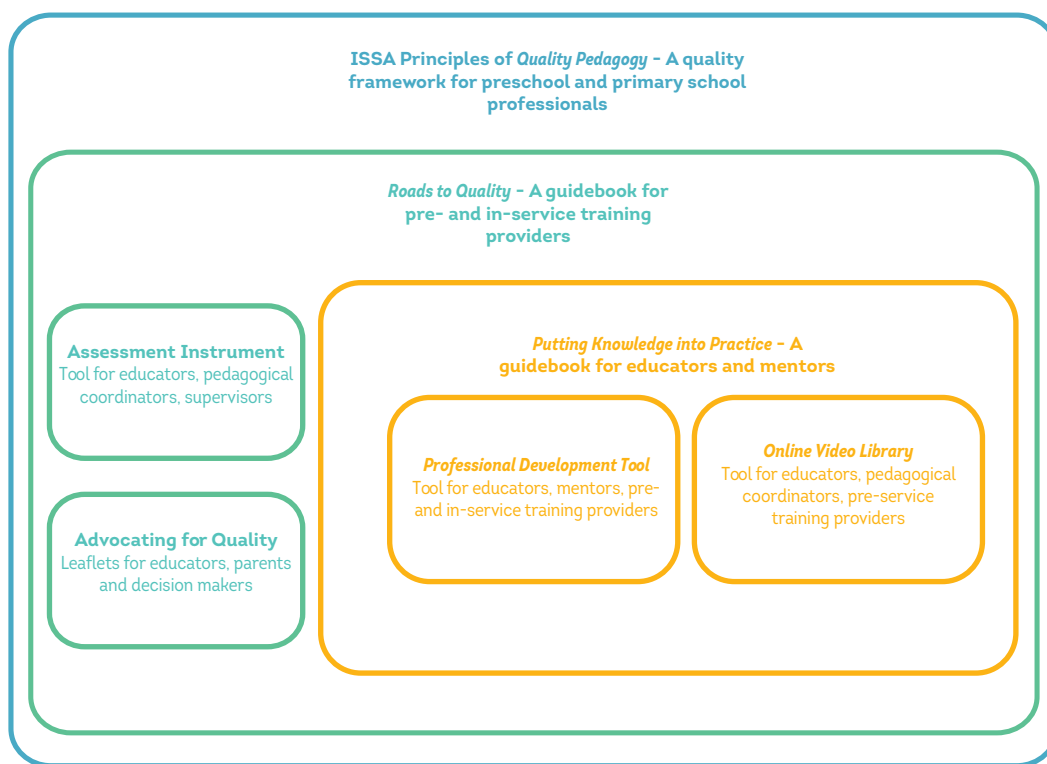 ISSA Principles of Quality Pedagogy - A quality
framework for preschool and primary school
professionals
Roads to Quality - A guidebook for
pre- and in-service training
providers
Assessment Instrument
Tool for educators, pedagogical
coordinators, supervisors
Advocating for Quality
Leaflets for educators, parents
and decision makers
Putting Knowledge into Practice - A
guidebook for educators and mentors
Professional Development Tool
Tool for educators, mentors, pre-
and in-service training providers
Online Video Library
Tool for educators, pedagogical
coordinators, pre-service
training providers